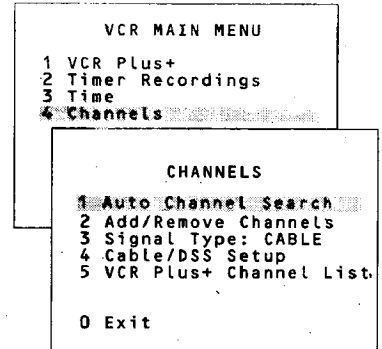 VCR MAIN MENU
1 VCR Plus+
2 Timer Recordings
3 Time
4 Channels
CHANNELS
1 Auto Channel Search
2 Add/Remove Channels
3 Signal Type: CABLE
4 Cable/DSS Setup
5 VCR Plus+ Channel List
0 Exit